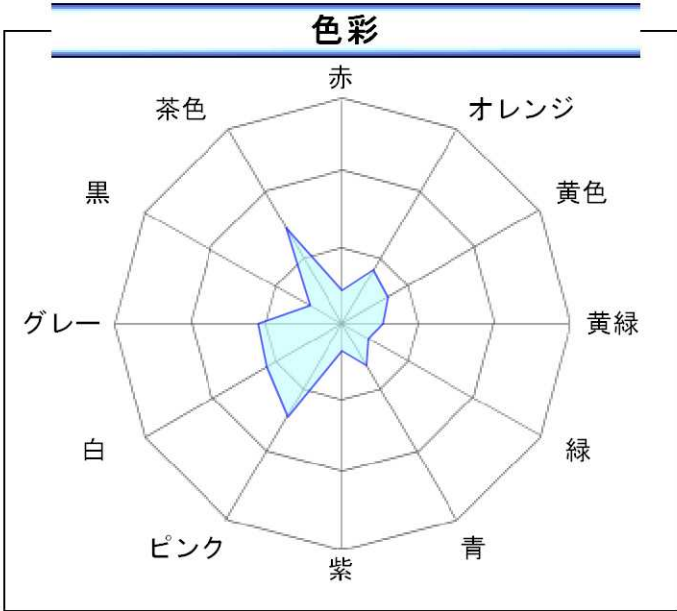 色彩
赤
オレンジ
黄色
黄緑
緑
青
紫
ピンク
白
グレー
黒
茶色